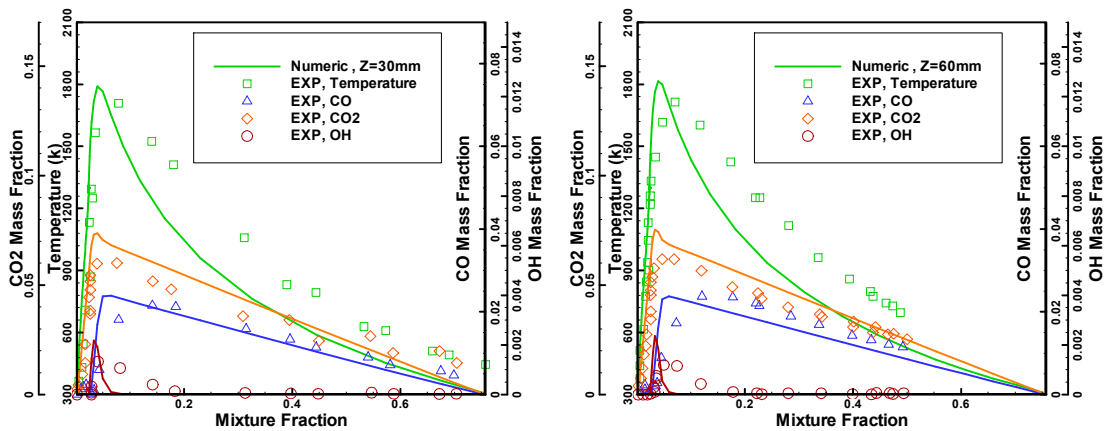 2100
1800
1500
1200
900
600
300
0.15
0.1
0.05
0
CO2 Mass Fraction
Temperature (k)
Numeric , Z=30mm
EXP, Temperature
EXP, CO
EXP, CO2
EXP, OH
0.2
0.4
0.6
Mixture Fraction
0.08
0.06
0.04
0.02
0
CO Mass Fraction
0.014
0.012
0.01
0.008
0.006
0.004
0.002
0
OH Mass Fraction
2100
1800
1500
1200
900
600
300
0.15
0.1
0.05
0
CO2 Mass Fraction
Temperature (k)
Numeric , Z=60mm
EXP, Temperature
EXP, CO
EXP, CO2
EXP, OH
0.2
0.4
0.6
Mixture Fraction
0.08
0.06
0.04
0.02
0
CO Mass Fraction
0.014
0.012
0.01
0.008
0.006
0.004
0.002
0
OH Mass Fraction